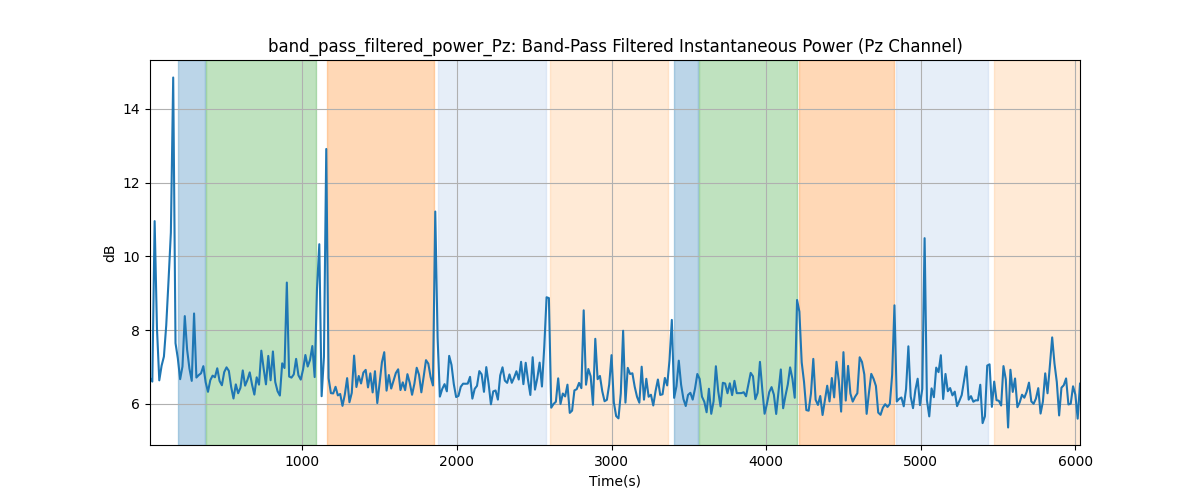 band_pass_filtered_power_Pz: Band-Pass Filtered Instantaneous Power (Pz Channel)
14
12
10
8
6
dB
1000 2000 3000 4000 5000 6000
Time(s)